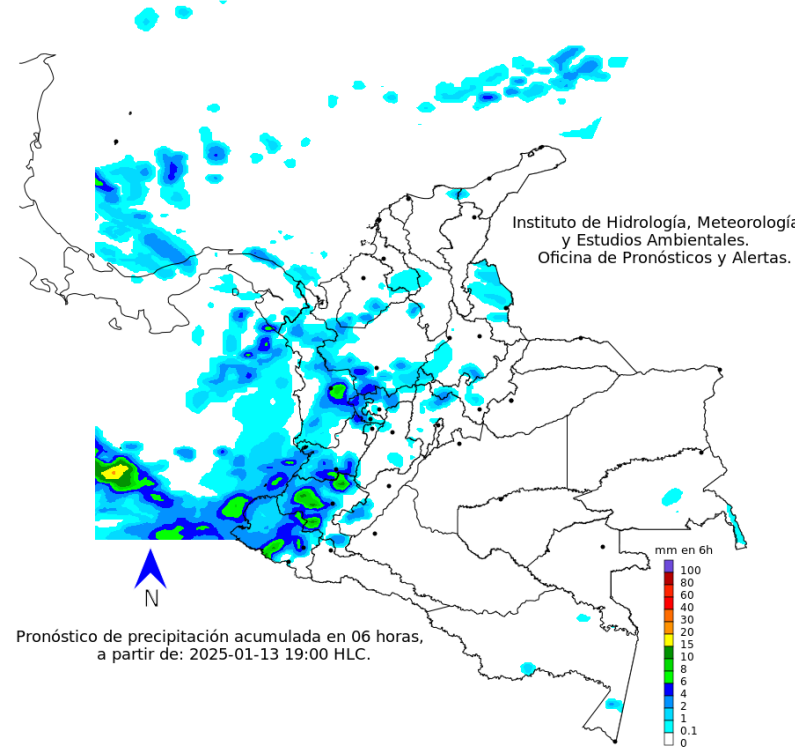 Instituto de Hidrología, Meteorología
y Estudios Ambientales.
Oficina de Pronósticos y Alertas.
mm en 6h
100
80
60
40
30
20
15
10
8
6
4
2
1
0.1
0
N
Pronóstico de precipitación acumulada en 06 horas,
a partir de: 2025-01-13 19:00 HLC.